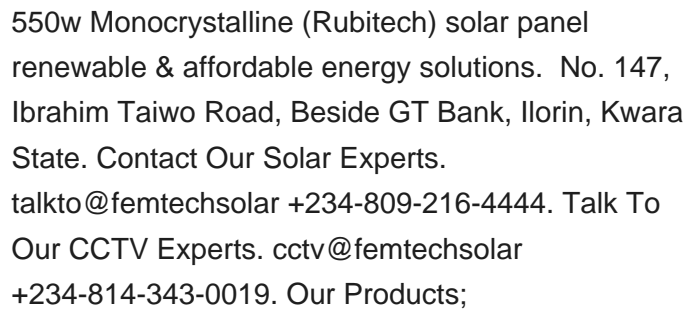 550w Monocrystalline (Rubitech) solar panel
renewable & affordable energy solutions.  No. 147,
Ibrahim Taiwo Road, Beside GT Bank, Ilorin, Kwara
State. Contact Our Solar Experts.
talkto@femtechsolar +234-809-216-4444. Talk To
Our CCTV Experts. cctv@femtechsolar
+234-814-343-0019. Our Products;